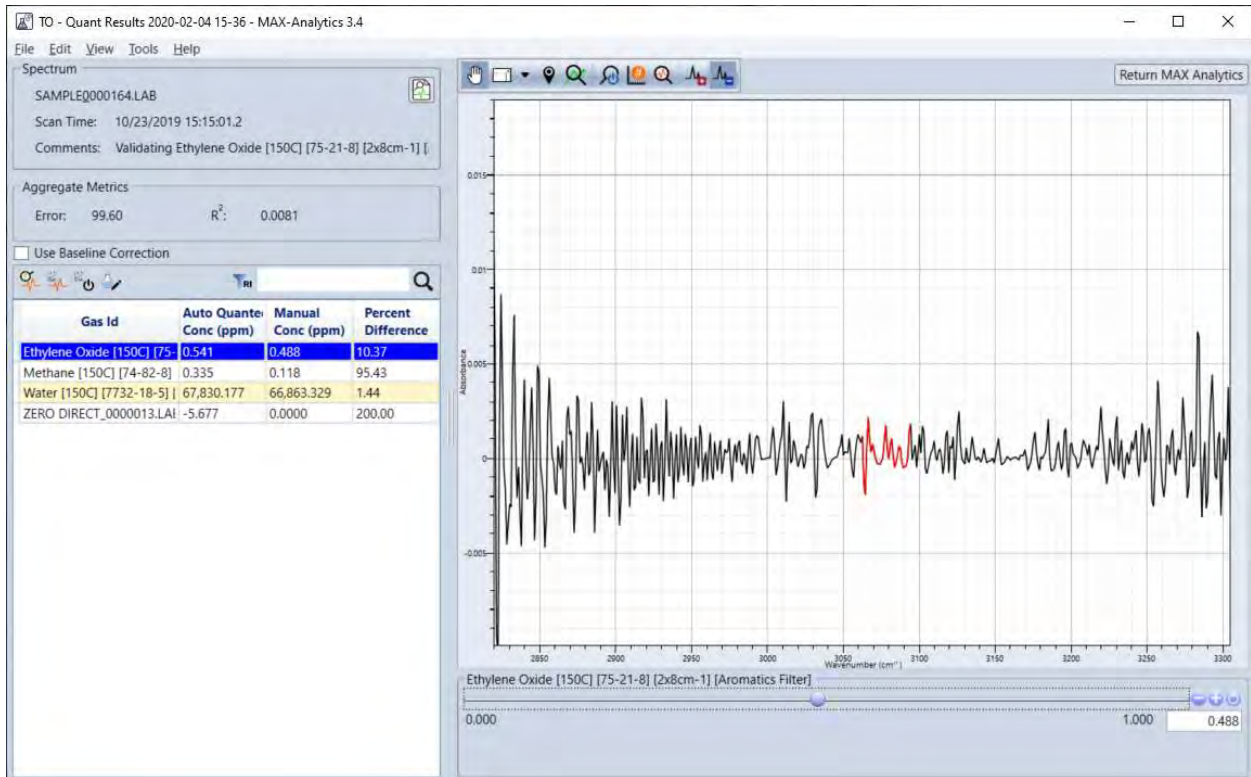 TO - Quant Results 2020-02-04 15-36 - MAX-Analytics 3.4
File Edit View Tools Help
Spectrum
SAMPLE0000164.LAB
Scan Time: 10/23/2019 15:15:01.2
Comments: Validating Ethylene Oxide [150C] [75-21-8] [2x8cm-1] [
Return MAX Analytics
Aggregate Metrics
Error: 99.60 R²: 0.0081
Use Baseline Correction
RI
Gas Id Auto Quante Conc (ppm) Manual Conc (ppm) Percent Difference
Ethylene Oxide [150C] [75- 0.541 0.488 10.37
Methane [150C] [74-82-8] 0.335 0.118 95.43
Water [150C] [7732-18-5] [ 67,830.177 66,863.329 1.44
ZERO DIRECT_0000013.LAI -5.677 0.0000 200.00
0.015
0.01
0.005
0
-0.005
Absorbance
2850 2900 2950 3000 3050 3100 3150 3200 3250 3300
Wavenumber (cm⁻¹)
Ethylene Oxide [150C] [75-21-8] [2x8cm-1] [Aromatics Filter]
0.000 1.000 0.488